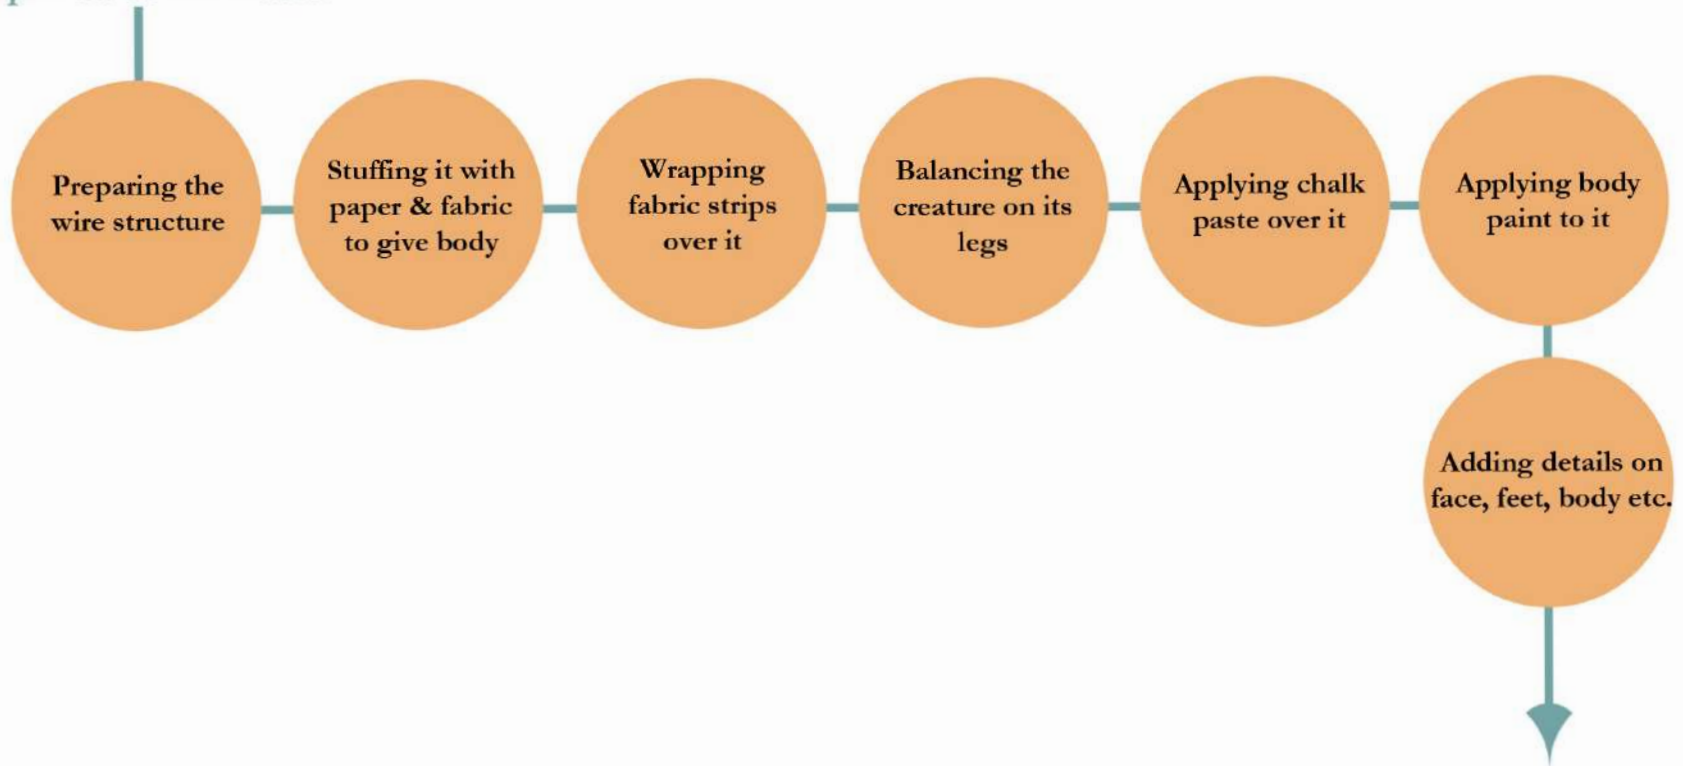 Preparing the
wire structure
Stuffing it with
paper & fabric
to give body
Wrapping
fabric strips
over it
Balancing the
creature on its
legs
Applying chalk
paste over it
Applying body
paint to it
Adding details on
face, feet, body etc.